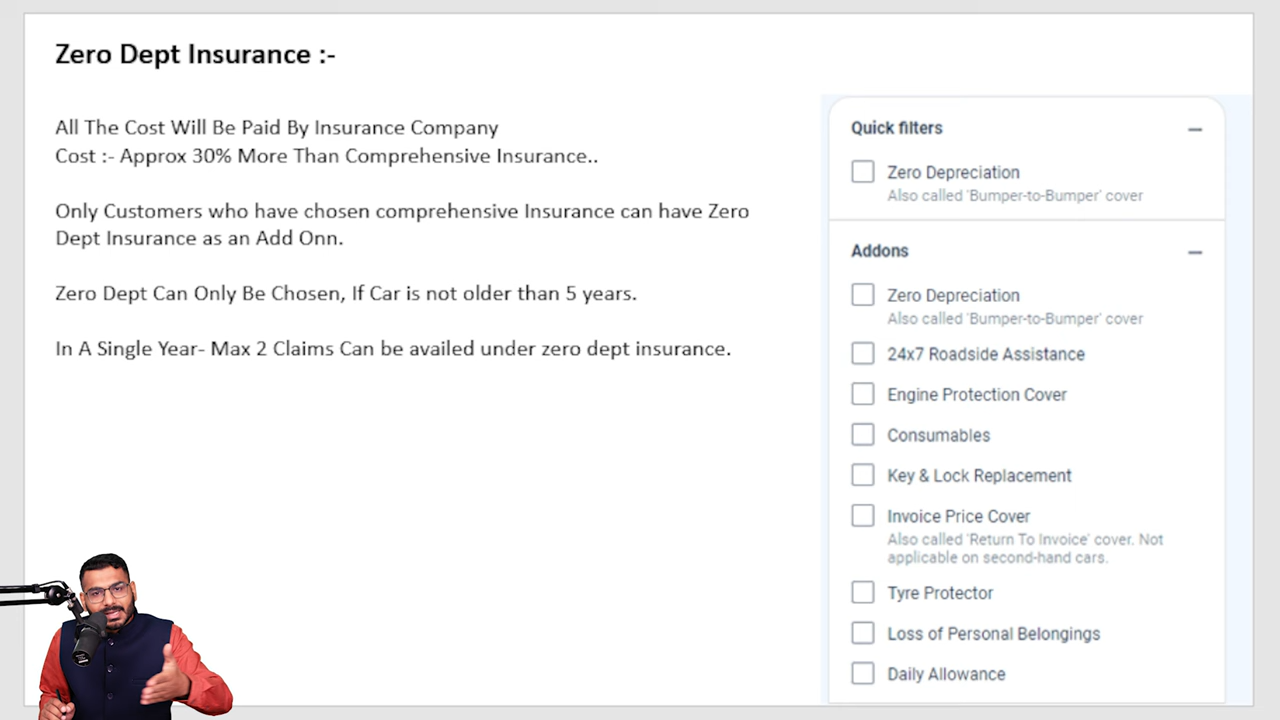 Zero Dept Insurance :-
All The Cost Will Be Paid By Insurance Company
Cost :- Approx 30% More Than Comprehensive Insurance..
Only Customers who have chosen comprehensive Insurance can have Zero
Dept Insurance as an Add Onn.
Zero Dept Can Only Be Chosen, If Car is not older than 5 years.
In A Single Year- Max 2 Claims Can be availed under zero dept insurance.
Quick filters
Zero Depreciation
Also called 'Bumper-to-Bumper' cover
Addons
Zero Depreciation
Also called 'Bumper-to-Bumper' cover
24x7 Roadside Assistance
Engine Protection Cover
Consumables
Key & Lock Replacement
Invoice Price Cover
Also called 'Return To Invoice' cover. Not
applicable on second-hand cars.
Tyre Protector
Loss of Personal Belongings
Daily Allowance